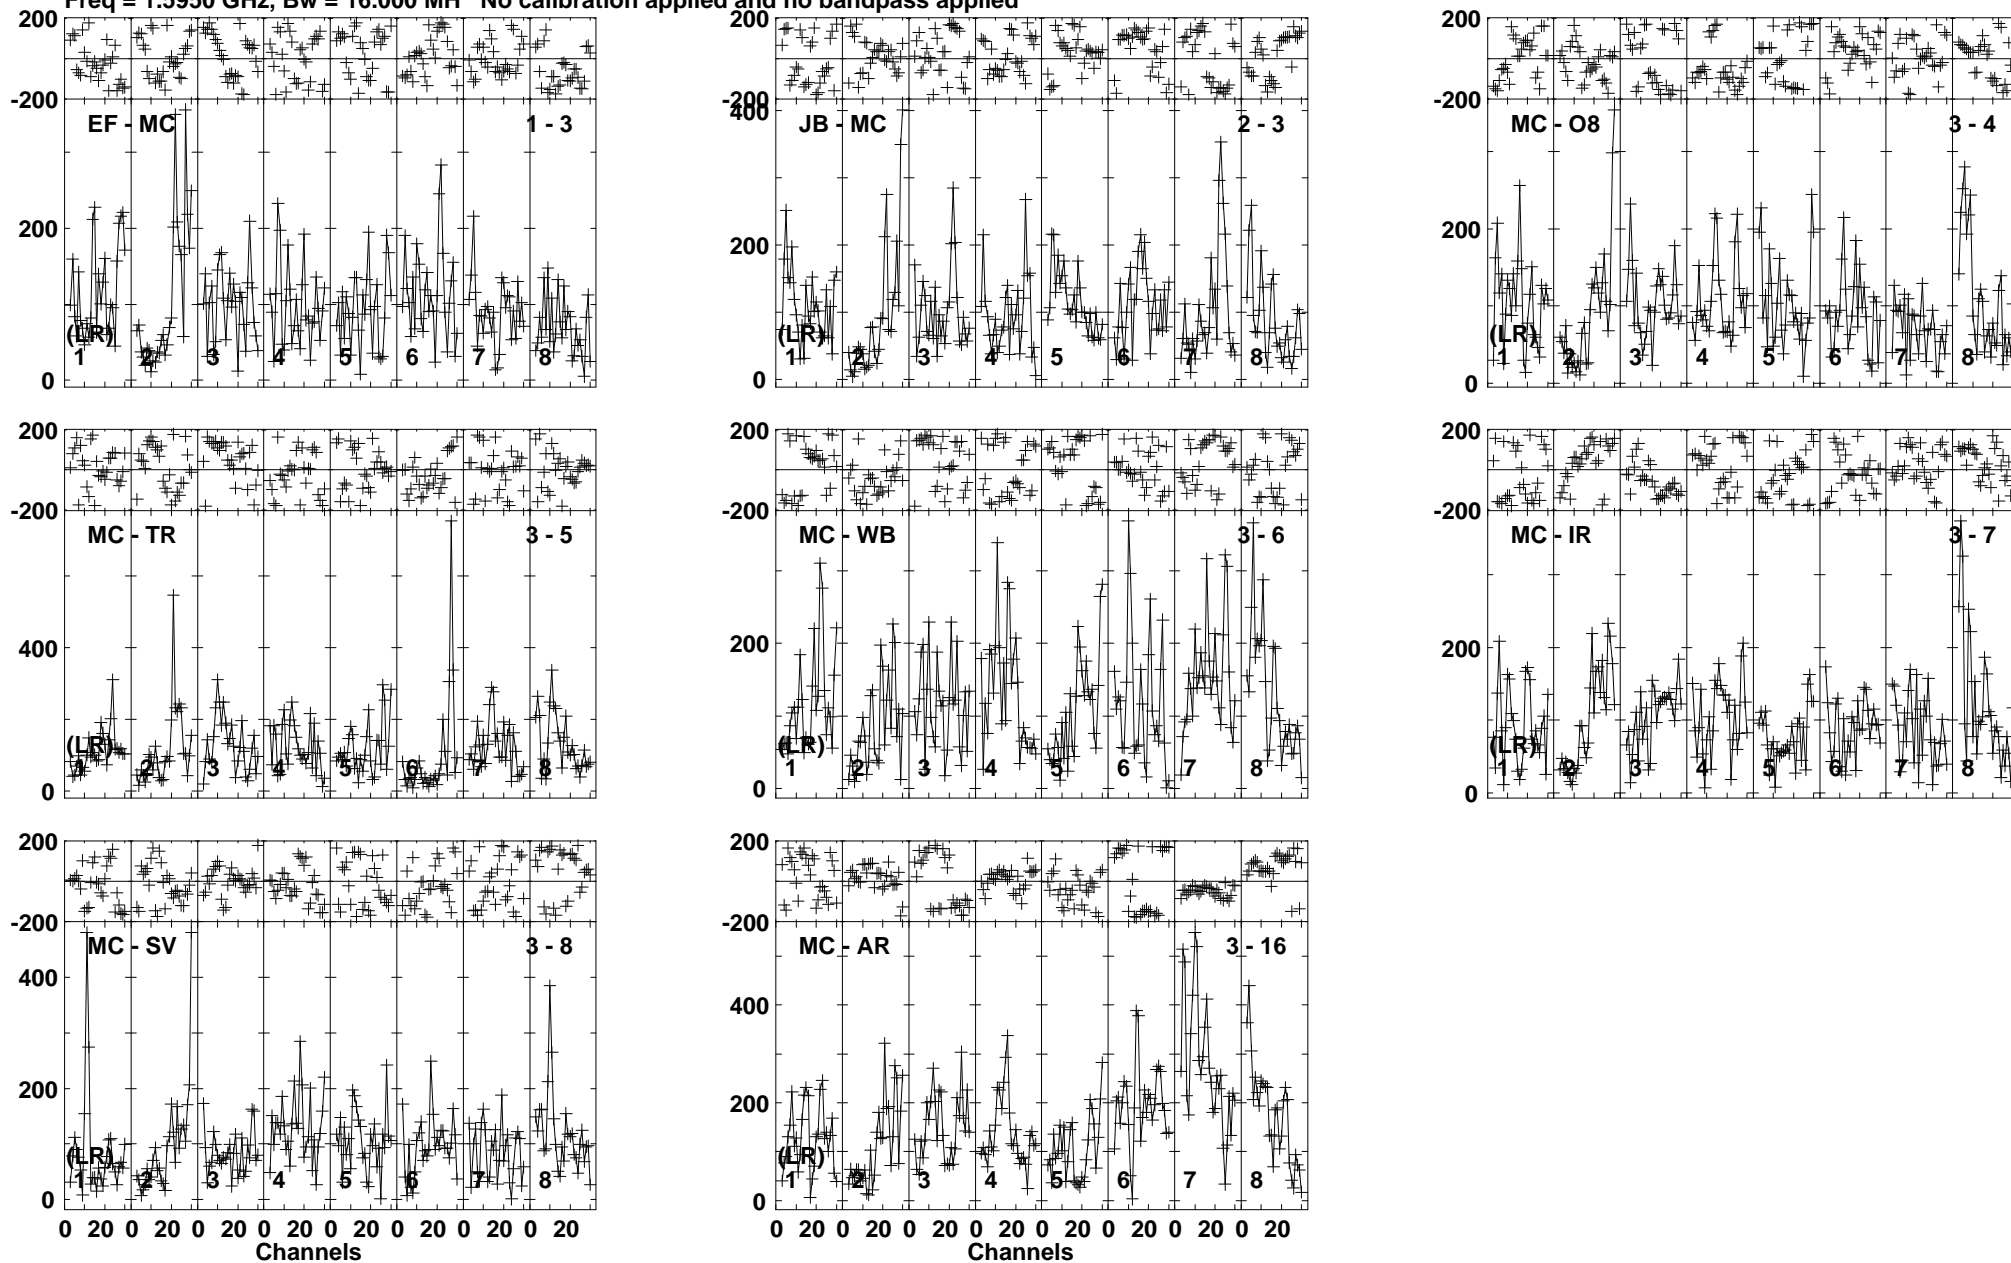 Freq = 1.5950 GHz, Bw = 16.000 MH No calibration applied and no bandpass applied
200 200 200
-200 -200 -200
EF - MC 1 - 3 400 JB - MC 2 - 3 MC - O8 3 - 4
200 200 200
(LR) (LR) (LR)
1 2 3 4 5 6 7 8 1 2 3 4 5 6 7 8 1 2 3 4 5 6 7 8
0 0 0
200 200 200
-200 -200 -200
MC - TR 3 - 5 MC - WB 3 - 6 MC - IR 3 - 7
400 200 200
(LR) (LR) (LR)
1 2 3 4 5 6 7 8 1 2 3 4 5 6 7 8 1 2 3 4 5 6 7 8
0 0 0
200 200
-200 -200
MC - SV 3 - 8 MC - AR 3 - 16
400 400
200 200
(LR) (LR)
1 2 3 4 5 6 7 8 1 2 3 4 5 6 7 8
0 0
0 20 0 20 0 20 0 20 0 20 0 20 0 20 0 20 0 20 0 20 0 20 0 20 0 20 0 20 0 20 0 20
Channels Channels